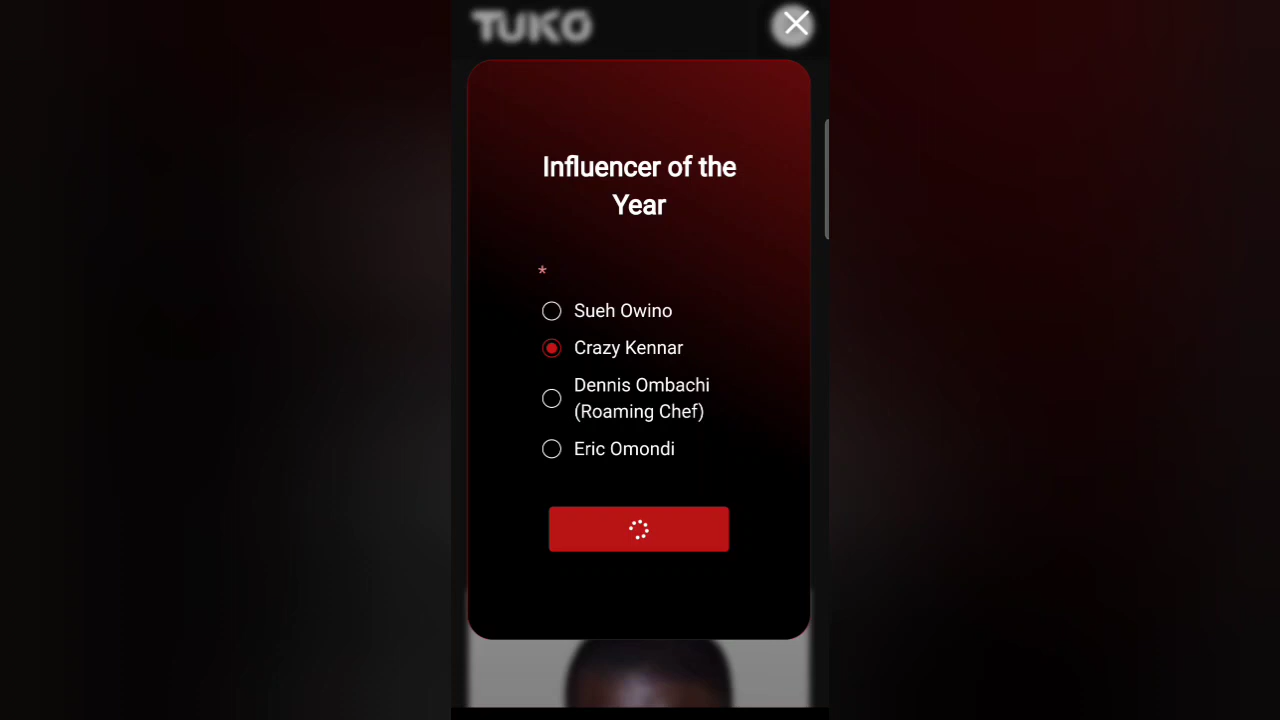 TUKO
Influencer of the
Year
*
Sueh Owino
Crazy Kennar
Dennis Ombachi
(Roaming Chef)
Eric Omondi